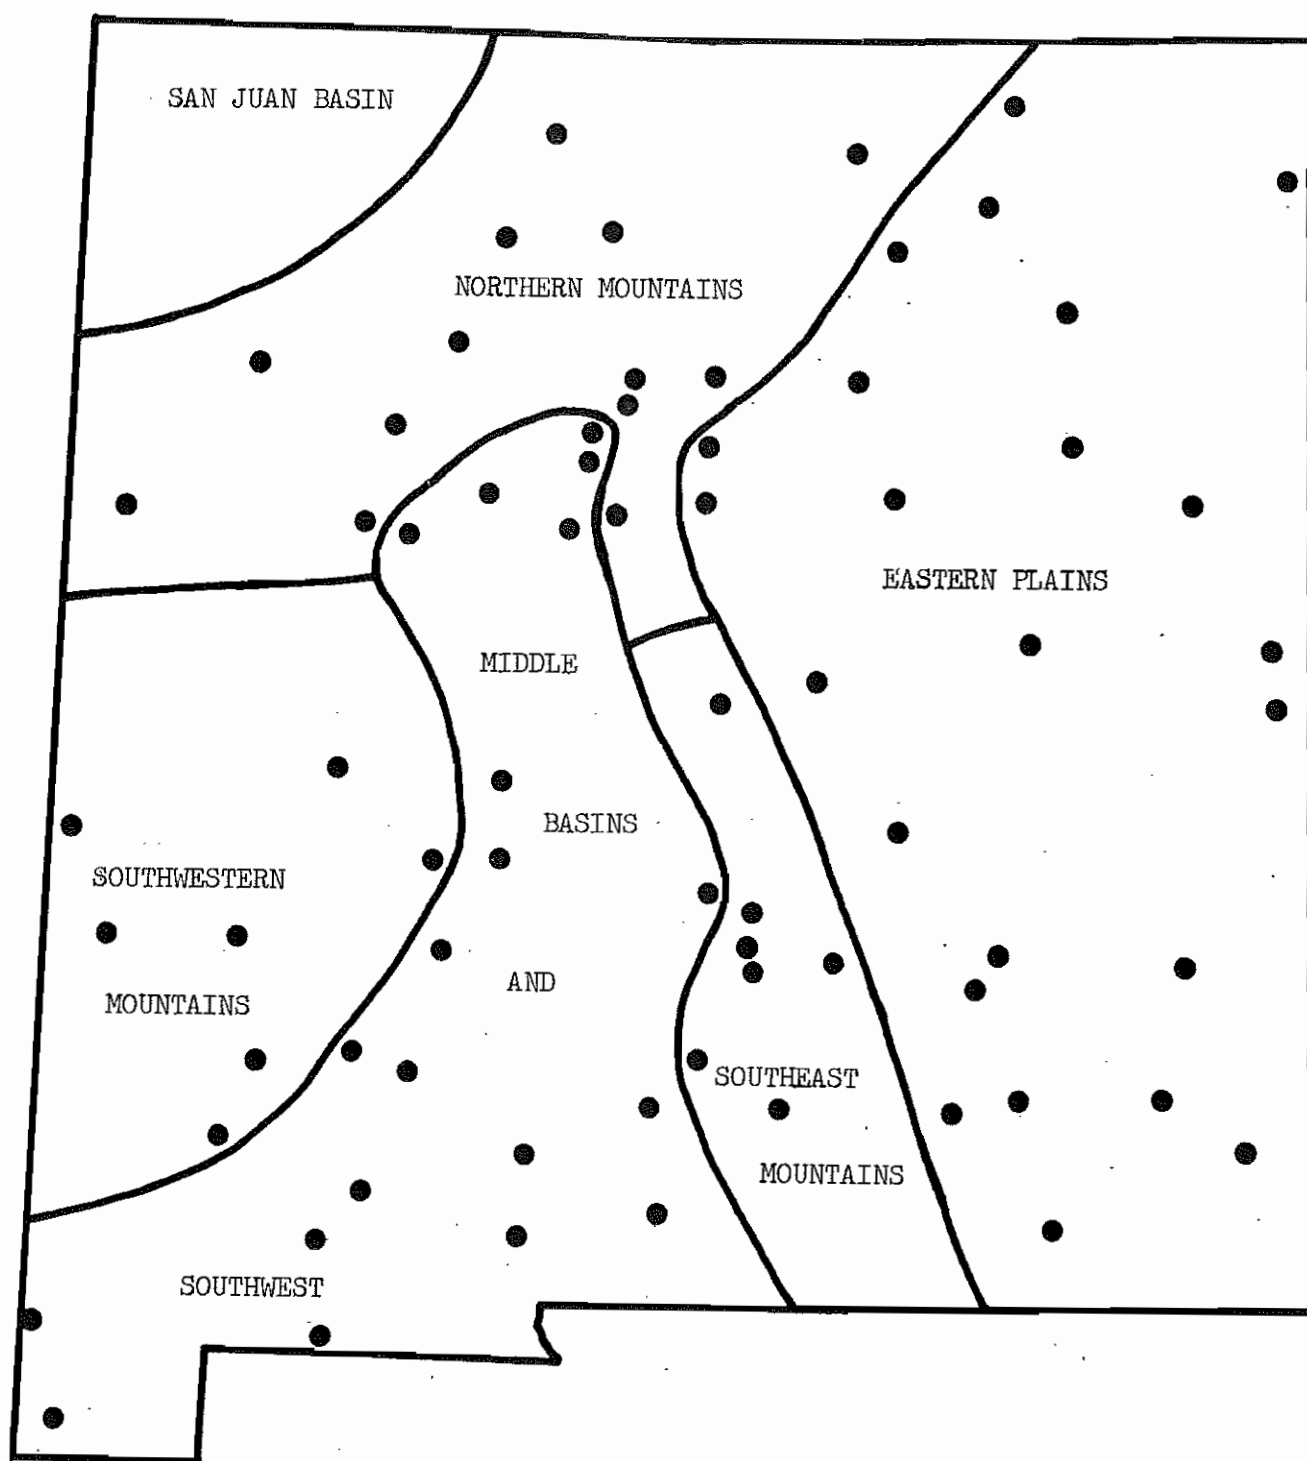 SAN JUAN BASIN
NORTHERN MOUNTAINS
EASTERN PLAINS
MIDDLE
BASINS
SOUTHWESTERN
AND
MOUNTAINS
SOUTHEAST
MOUNTAINS
SOUTHWEST